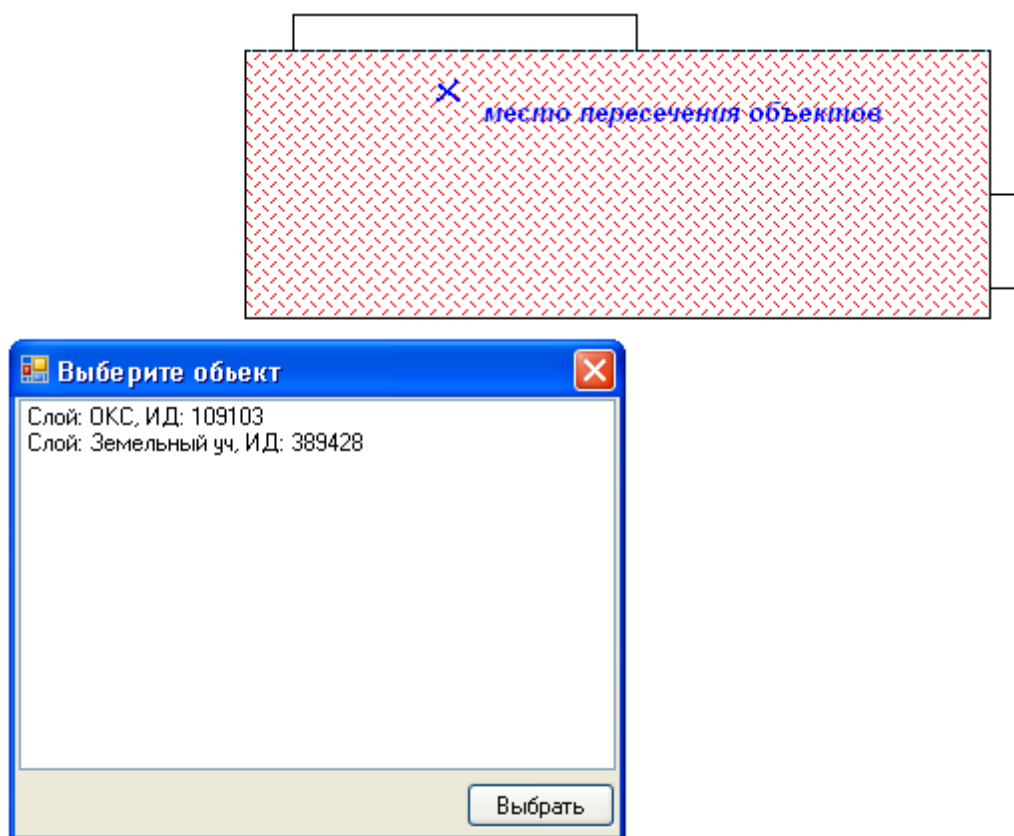 место пересечения объектов
Выберите обьект
Слой: ОКС, ИД: 109103
Слой: Земельный уч, ИД: 389428
Выбрать